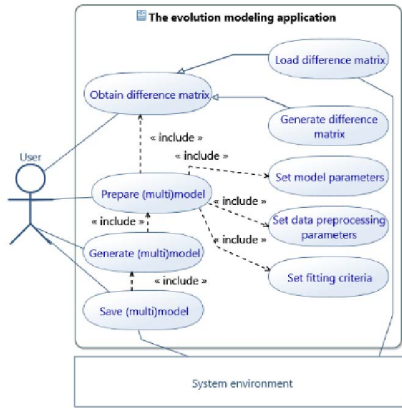 The evolution modeling application
Load difference matrix
Obtain difference matrix
Generate difference
matrix
« include »
« include »
User
Set model parameters
Prepare (multi)model
« include »
« include »
Set data preprocessing
parameters
« include »
Generate (multi)model
« include »
Set fitting criteria
Save (multi)model
System environment